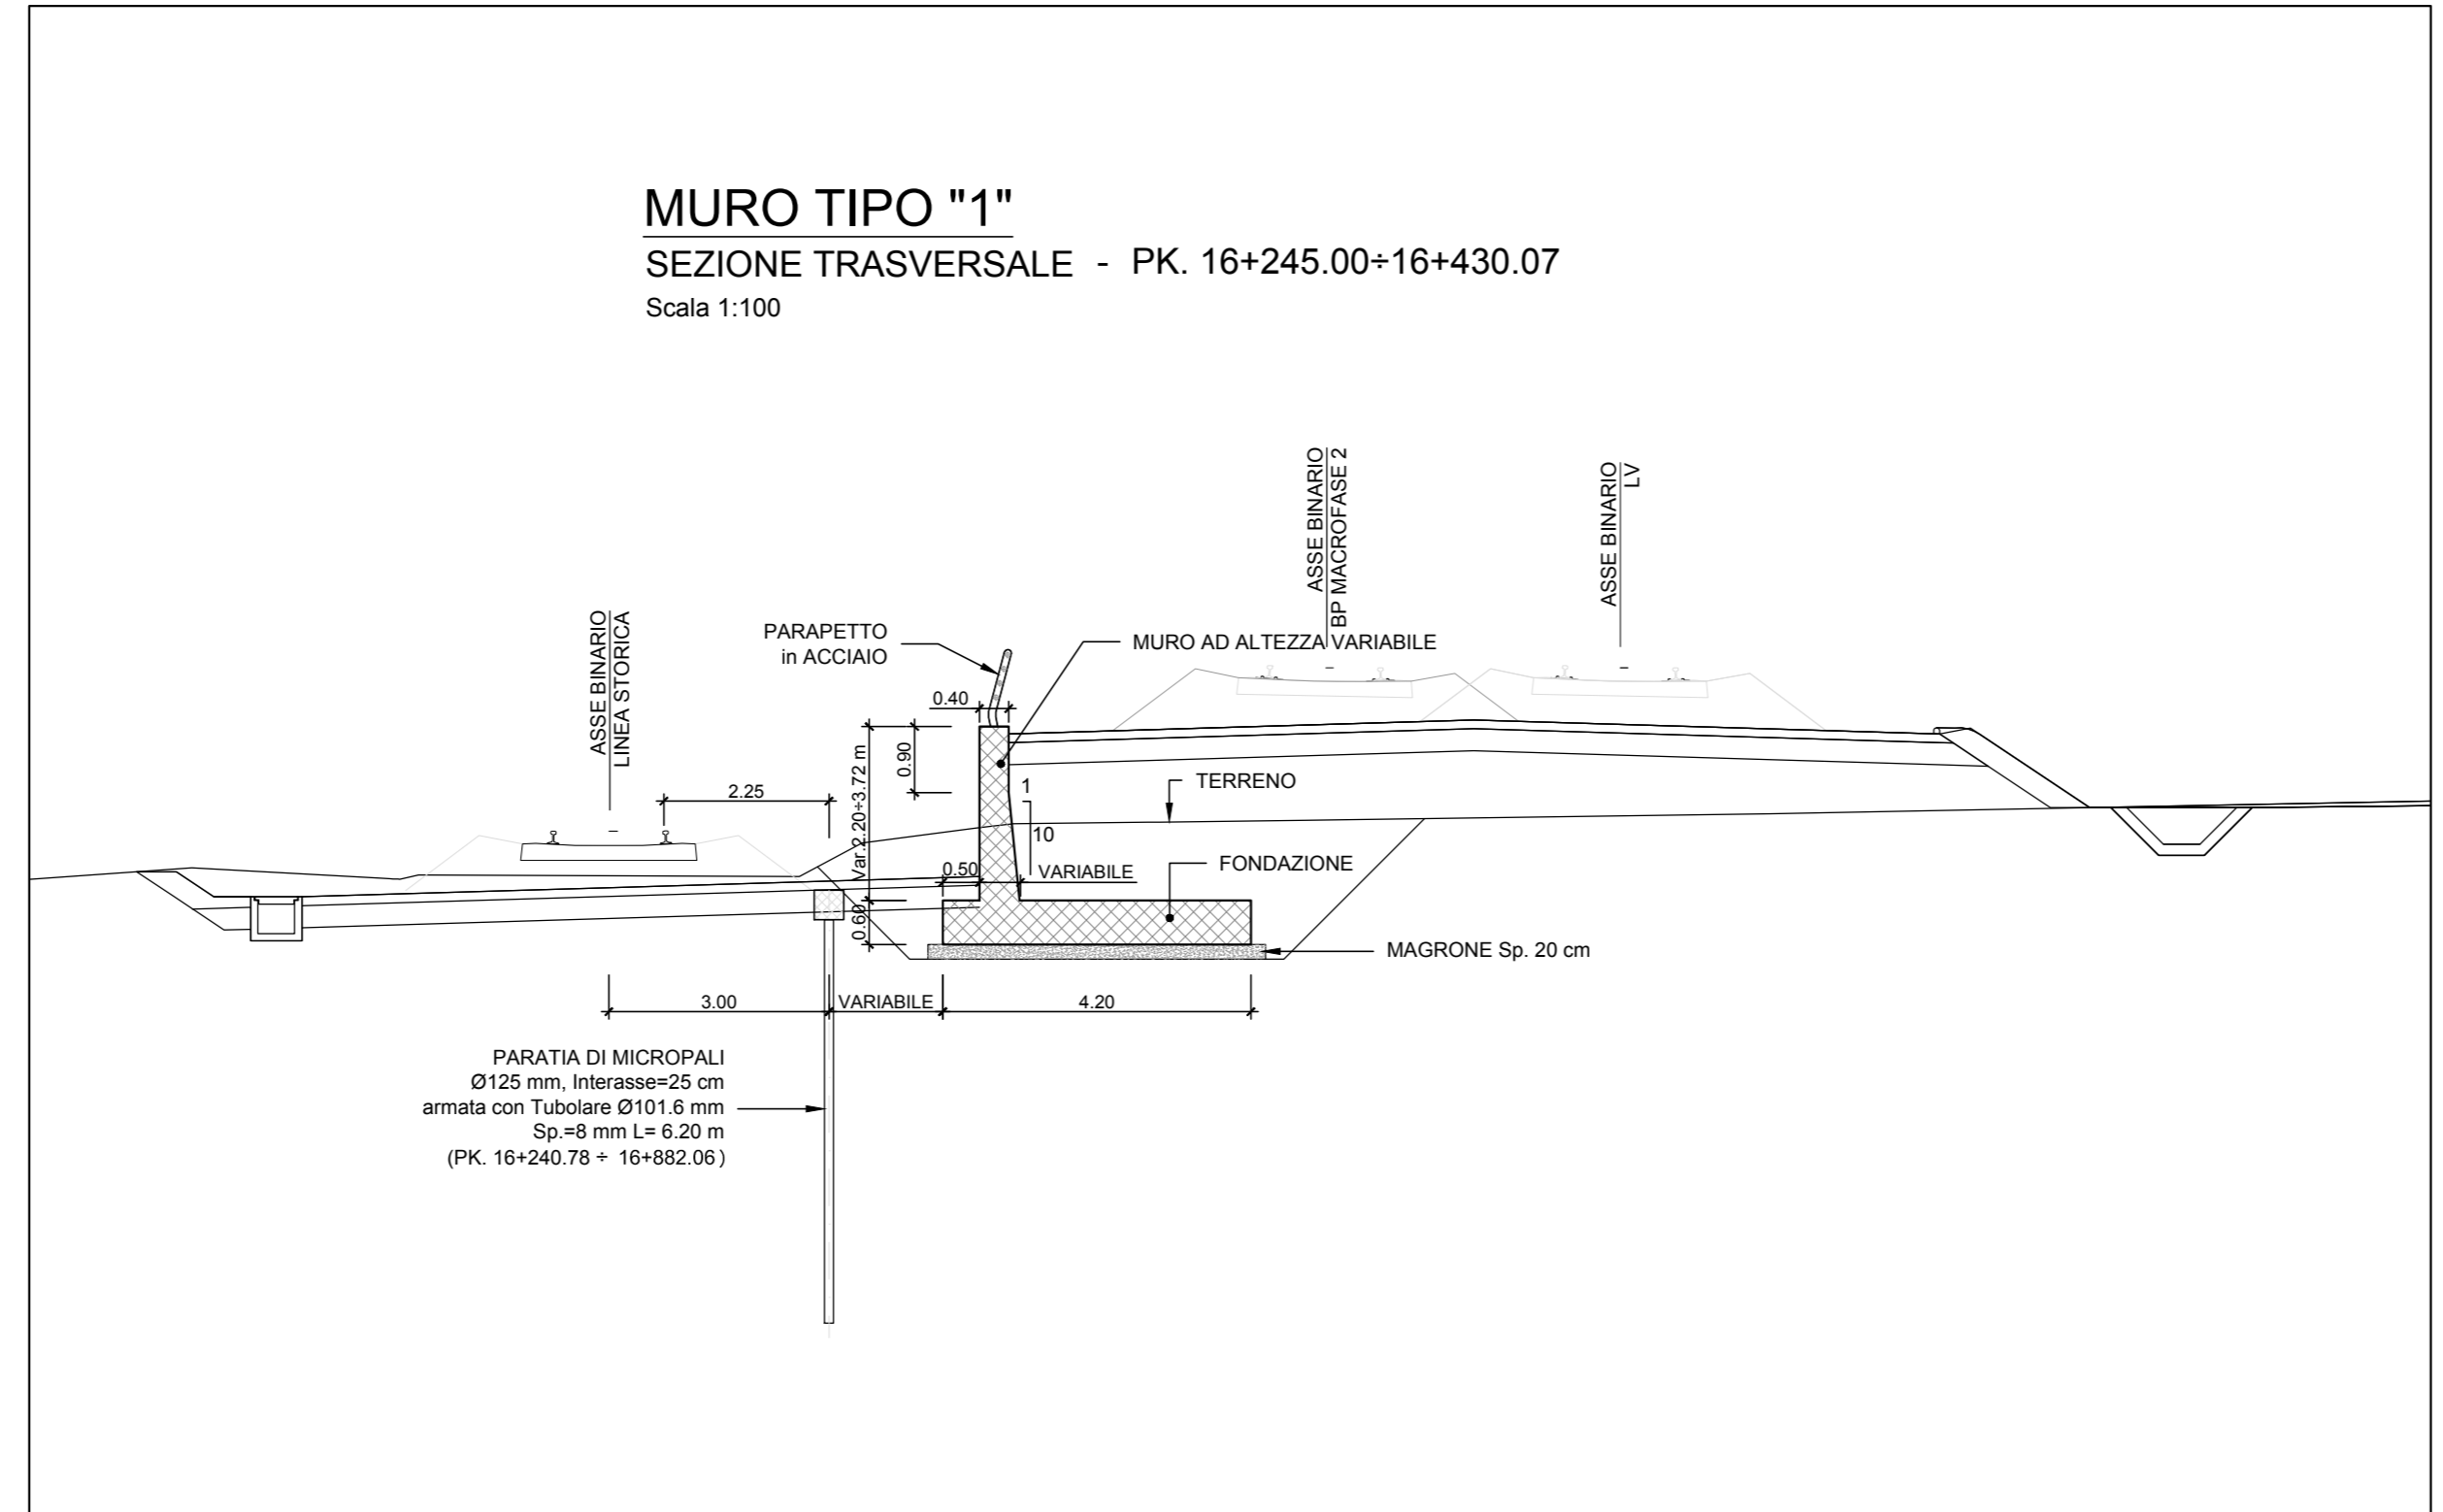 MURO TIPO "1"
SEZIONE TRASVERSALE - PK. 16+245.00÷16+430.07
Scala 1:100
ASSE BINARIO
BP MACROFASE 2
ASSE BINARIO
LV
ASSE BINARIO
LINEA STORICA
PARAPETTO
in ACCIAIO
MURO AD ALTEZZA VARIABILE
0.40
0.90
Var.2.20÷3.72 m
2.25
1
10
TERRENO
0.50
VARIABILE
FONDAZIONE
0.60
MAGRONE Sp. 20 cm
3.00
VARIABILE
4.20
PARATIA DI MICROPALI
Ø125 mm, Interasse=25 cm
armata con Tubolare Ø101.6 mm
Sp.=8 mm L= 6.20 m
(PK. 16+240.78 ÷ 16+882.06)